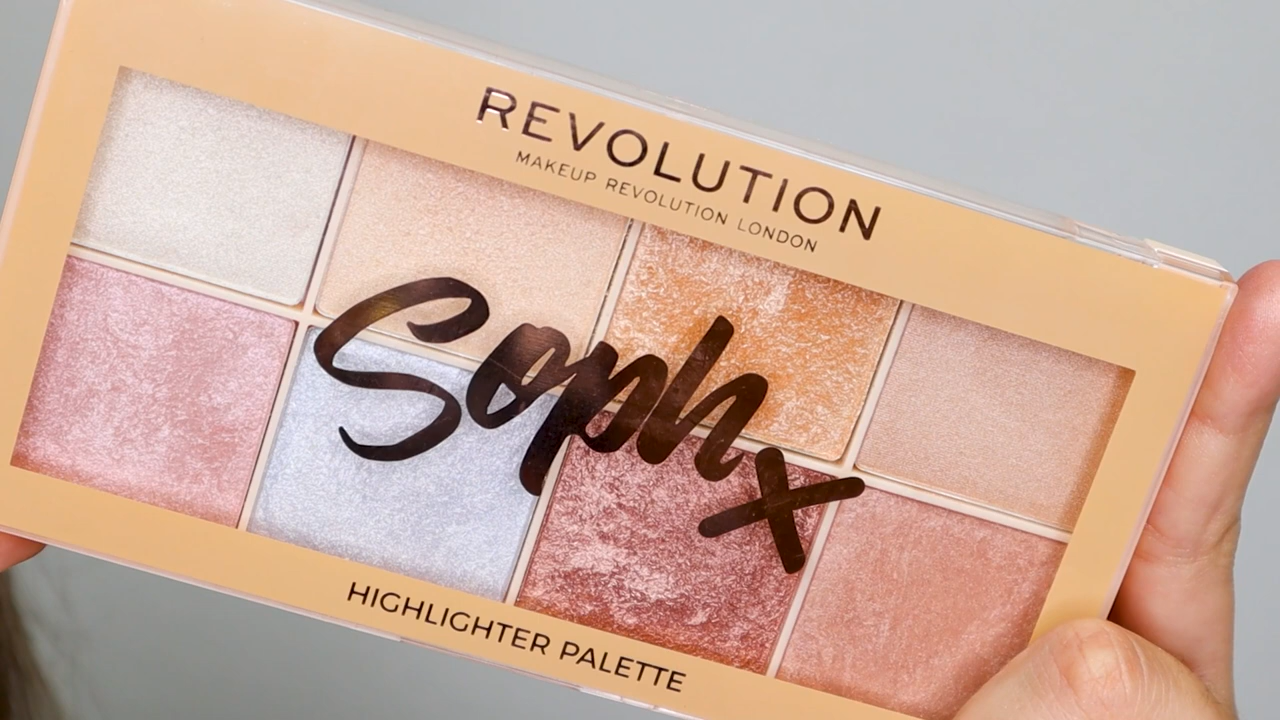 REVOLUTION
MAKEUP REVOLUTION LONDON
Soph
x
HIGHLIGHTER PALETTE